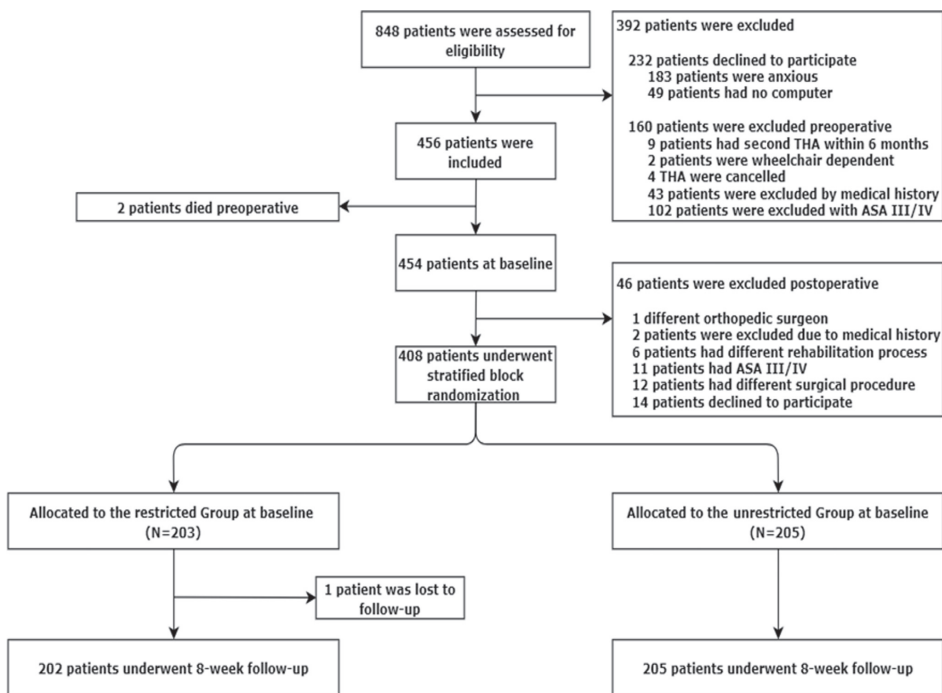 848 patients were assessed for
eligibility
392 patients were excluded
232 patients declined to participate
183 patients were anxious
49 patients had no computer
160 patients were excluded preoperative
9 patients had second THA within 6 months
2 patients were wheelchair dependent
4 THA were cancelled
43 patients were excluded by medical history
102 patients were excluded with ASA III/IV
456 patients were
included
2 patients died preoperative
454 patients at baseline
46 patients were excluded postoperative
1 different orthopedic surgeon
2 patients were excluded due to medical history
6 patients had different rehabilitation process
11 patients had ASA III/IV
12 patients had different surgical procedure
14 patients declined to participate
408 patients underwent
stratified block
randomization
Allocated to the restricted Group at baseline
(N=203)
Allocated to the unrestricted Group at baseline
(N=205)
1 patient was lost to
follow-up
202 patients underwent 8-week follow-up
205 patients underwent 8-week follow-up